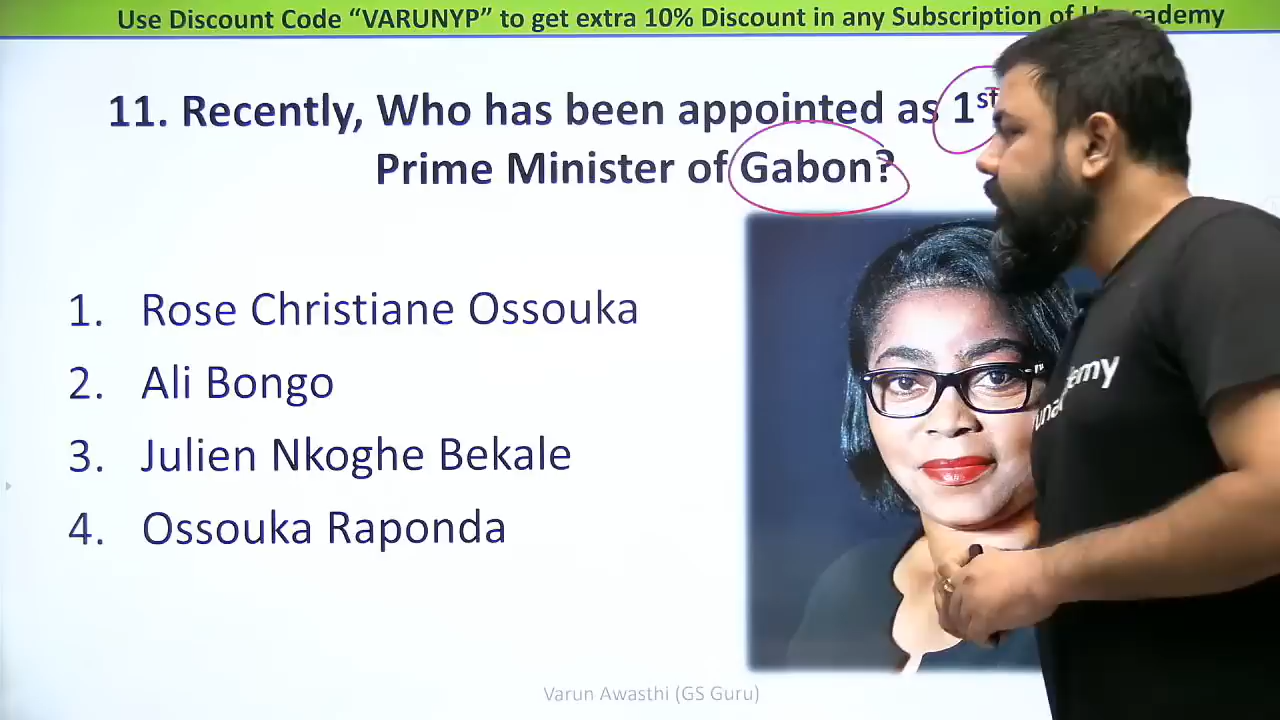 Use Discount Code “VARUNYP” to get extra 10% Discount in any Subscription of
11. Recently, Who has been appointed as 1st
Prime Minister of Gabon?
1. Rose Christiane Ossouka
2. Ali Bongo
3. Julien Nkoghe Bekale
4. Ossouka Raponda
Varun Awasthi (GS Guru)